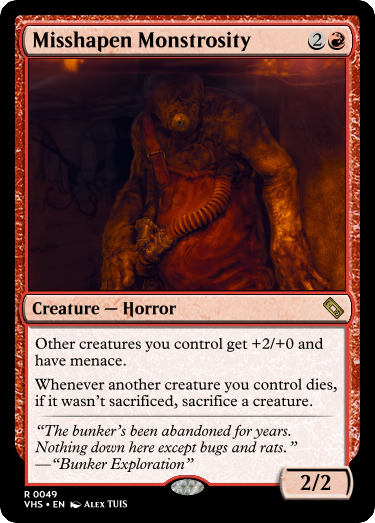 Misshapen Monstrosity 2
Creature — Horror
Other creatures you control get +2/+0 and
have menace.
Whenever another creature you control dies,
if it wasn't sacrificed, sacrifice a creature.
"The bunker's been abandoned for years.
Nothing down here except bugs and rats."
—"Bunker Exploration"
2/2
R 0049
VHS • EN Alex TUIS